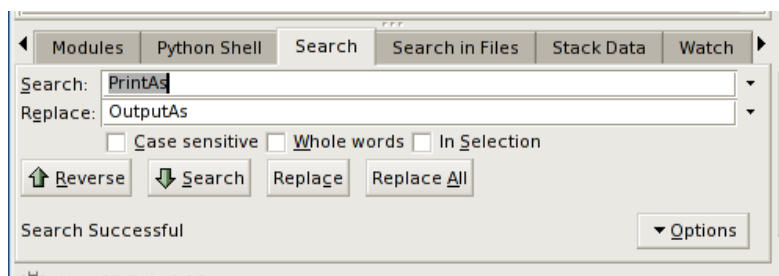 Modules Python Shell Search Search in Files Stack Data Watch
Search: PrintAs
Replace: OutputAs
Case sensitive Whole words In Selection
Reverse Search Replace Replace All
Search Successful Options